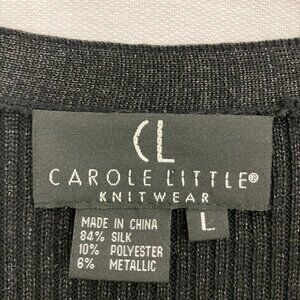 CL
CAROLE LITTLE®
KNITWEAR
L
MADE IN CHINA
84% SILK
10% POLYESTER
6% METALLIC